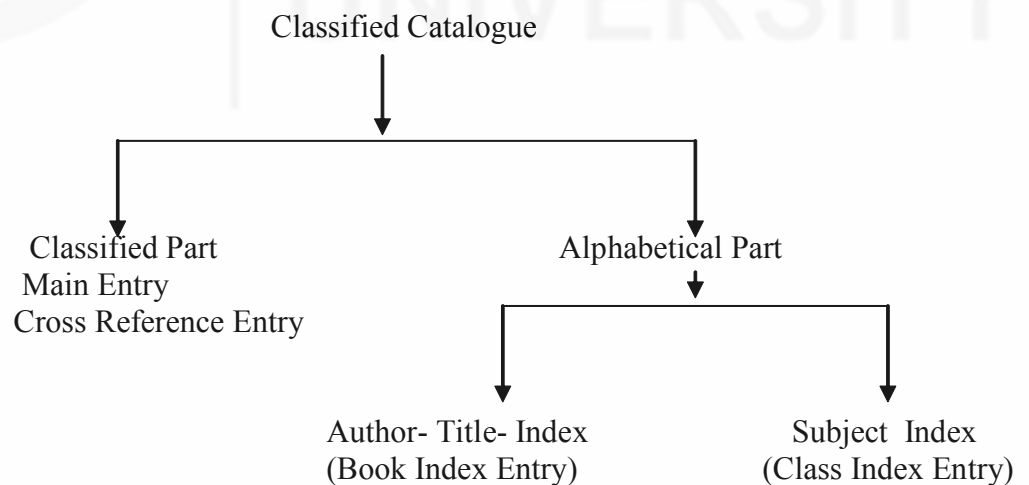 UNIVERSITY
Classified Catalogue
Classified Part
Main Entry
Cross Reference Entry
Alphabetical Part
Author- Title- Index
(Book Index Entry)
Subject Index
(Class Index Entry)